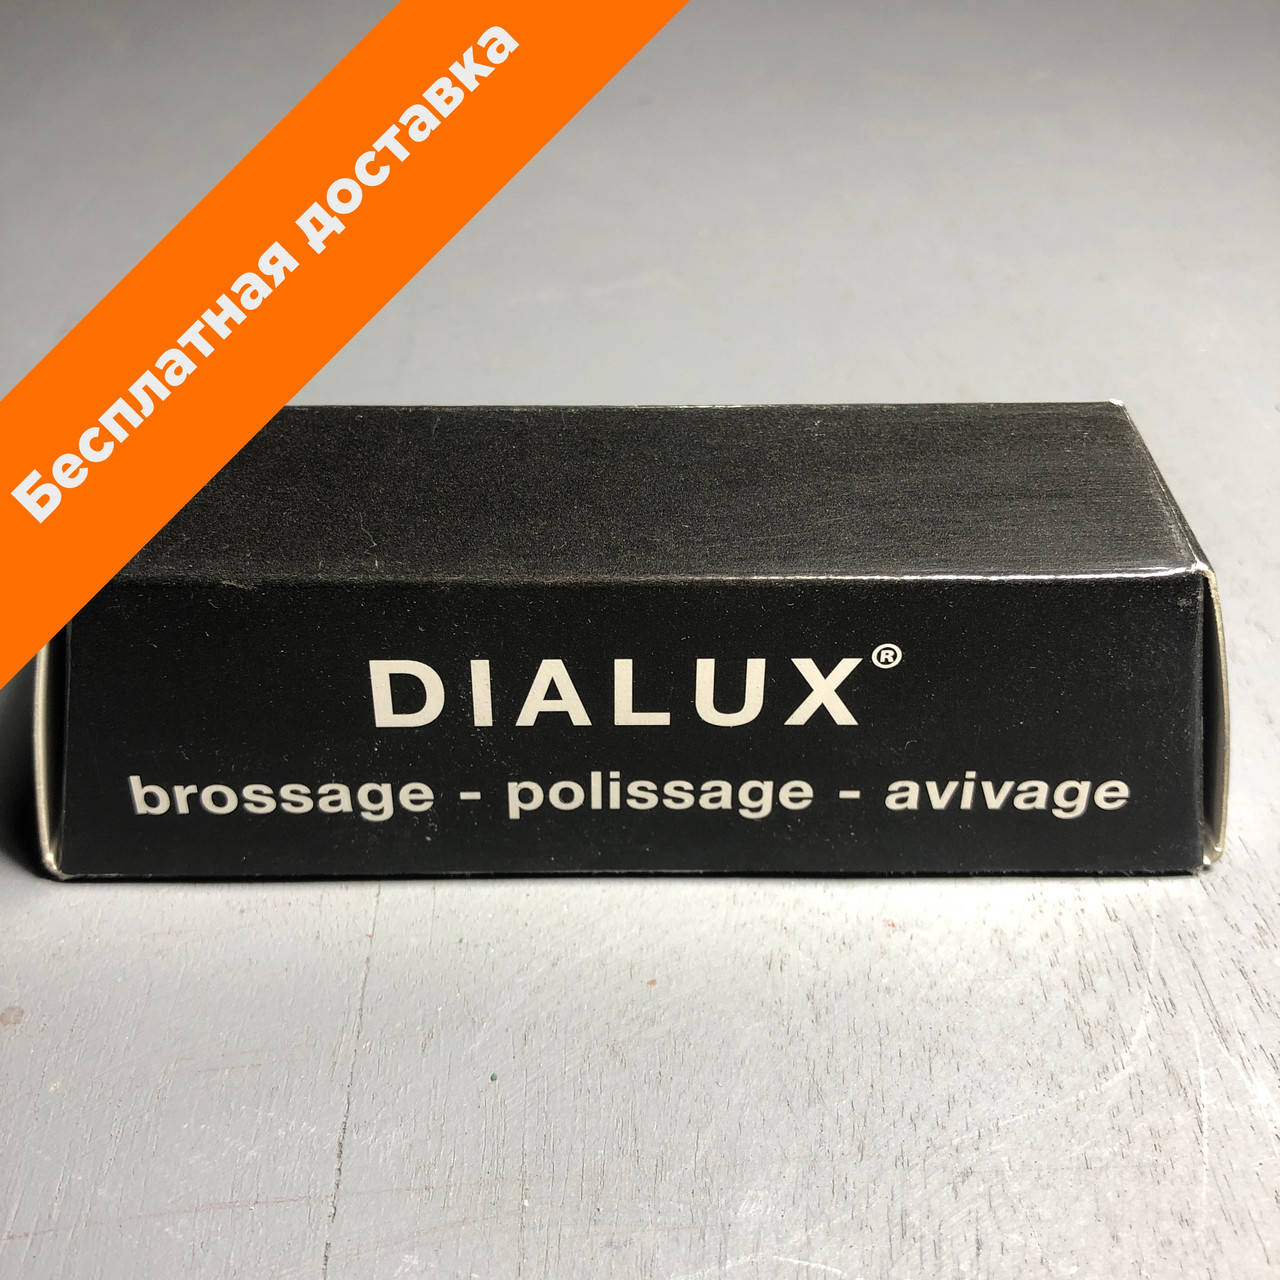 Бесплатная доставка
DIALUX®
brossage - polissage - avivage